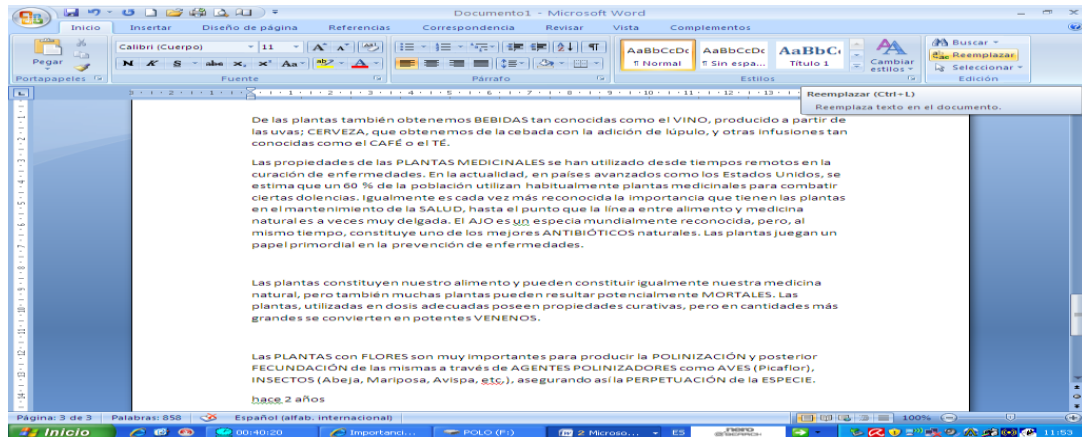 Documento1 - Microsoft Word
Inicio Insertar Diseño de página Referencias Correspondencia Revisar Vista Complementos
Pegar
Calibri (Cuerpo) 11
N K S abc x, x² Aa
AaBbCcDc AaBbCcDc AaBbC
¶ Normal ¶ Sin espa... Título 1
Cambiar estilos
Buscar
Reemplazar
Seleccionar
Portapapeles Fuente Párrafo Estilos Edición
Reemplazar (Ctrl+L)
Reemplaza texto en el documento.
De las plantas también obtenemos BEBIDAS tan conocidas como el VINO, producido a partir de
las uvas; CERVEZA, que obtenemos de la cebada con la adición de lúpulo, y otras infusiones tan
conocidas como el CAFÉ o el TÉ.
Las propiedades de las PLANTAS MEDICINALES se han utilizado desde tiempos remotos en la
curación de enfermedades. En la actualidad, en países avanzados como los Estados Unidos, se
estima que un 60 % de la población utilizan habitualmente plantas medicinales para combatir
ciertas dolencias. Igualmente es cada vez más reconocida la importancia que tienen las plantas
en el mantenimiento de la SALUD, hasta el punto que la línea entre alimento y medicina
natural es a veces muy delgada. El AJO es un especia mundialmente reconocida, pero, al
mismo tiempo, constituye uno de los mejores ANTIBIÓTICOS naturales. Las plantas juegan un
papel primordial en la prevención de enfermedades.
Las plantas constituyen nuestro alimento y pueden constituir igualmente nuestra medicina
natural, pero también muchas plantas pueden resultar potencialmente MORTALES. Las
plantas, utilizadas en dosis adecuadas poseen propiedades curativas, pero en cantidades más
grandes se convierten en potentes VENENOS.
Las PLANTAS con FLORES son muy importantes para producir la POLINIZACIÓN y posterior
FECUNDACIÓN de las mismas a través de AGENTES POLINIZADORES como AVES (Picaflor),
INSECTOS (Abeja, Mariposa, Avispa, etc.), asegurando así la PERPETUACIÓN de la ESPECIE.
hace 2 años
Página: 3 de 3 Palabras: 858 Español (alfab. internacional) 100%
Inicio 00:40:20 Importanci... POLO (F:) 2 Microso... ES nero 11:53